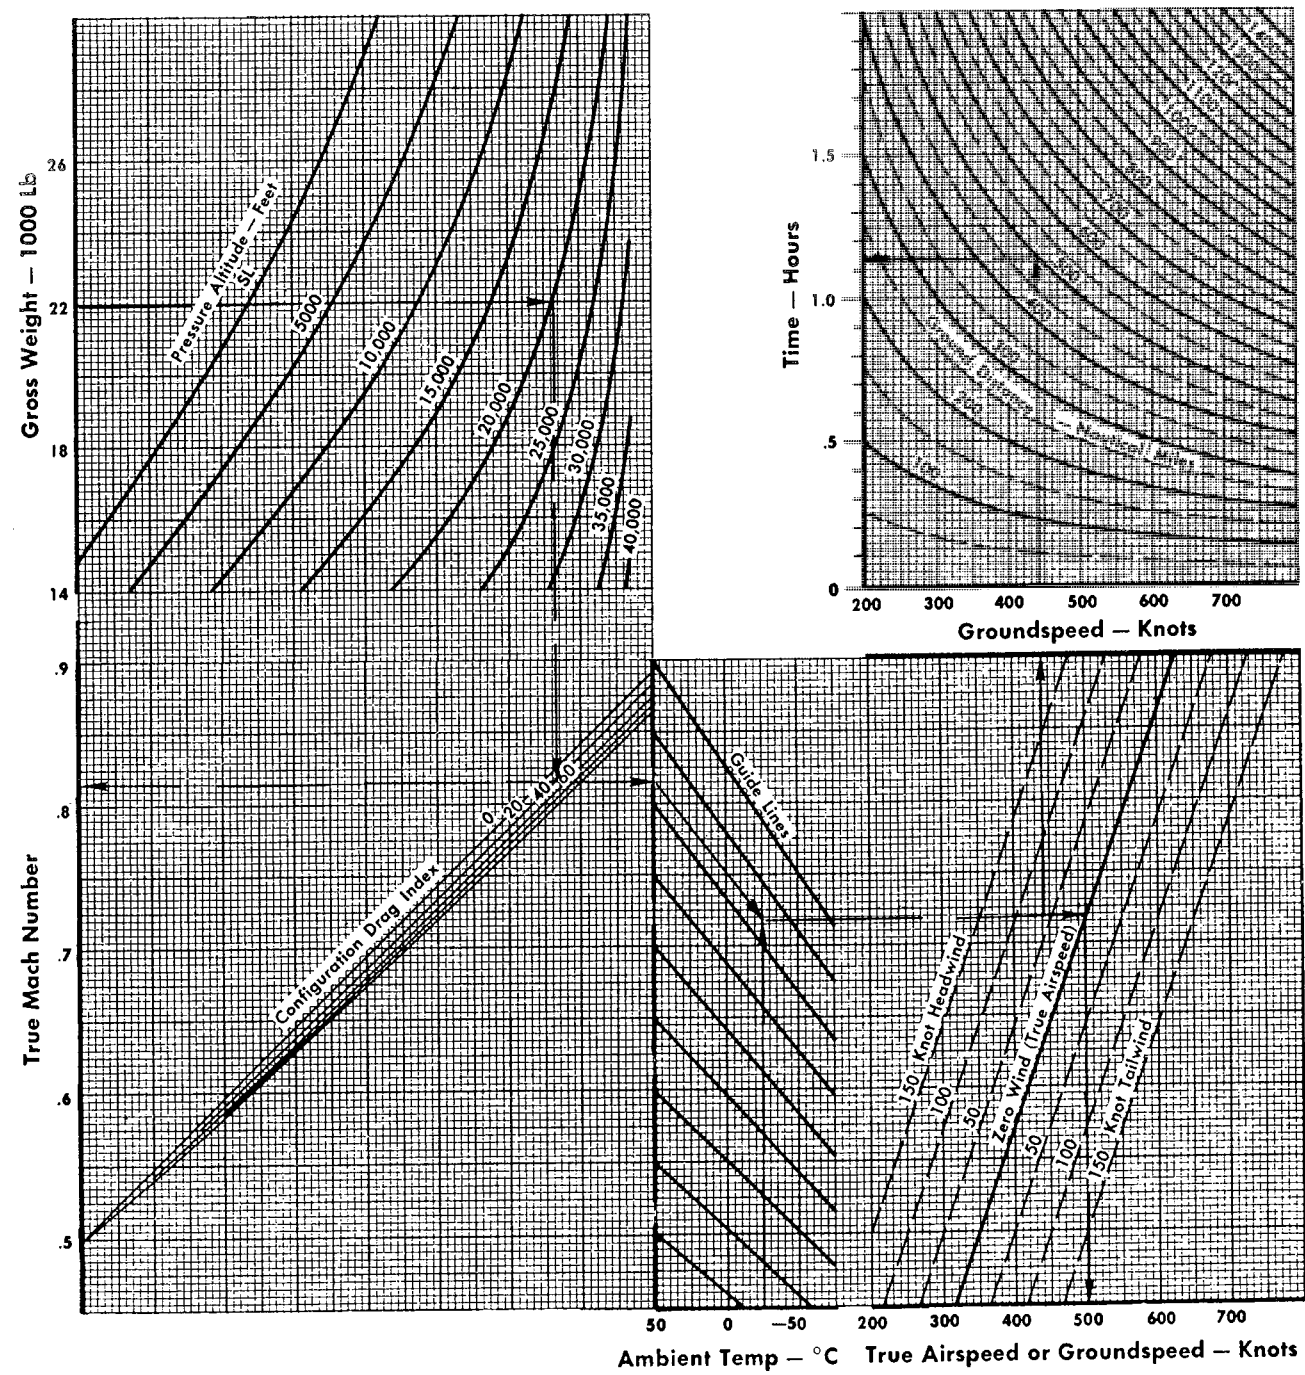 Gross Weight — 1000 Lb
26
22
18
14
Pressure Altitude — Feet
SL
5000
10,000
15,000
20,000
25,000
30,000
35,000
40,000
Time — Hours
1.5
1.0
.5
0
100
200 300 400 500 600 700
Groundspeed — Knots
True Mach Number
.9
.8
.7
.6
.5
Configuration Drag Index
0
20
40
60
Guide Lines
50 0 —50
Ambient Temp — °C
150 Knot Headwind
100
50
Zero Wind (True Airspeed)
50
100
150 Knot Tailwind
200 300 400 500 600 700
True Airspeed or Groundspeed — Knots